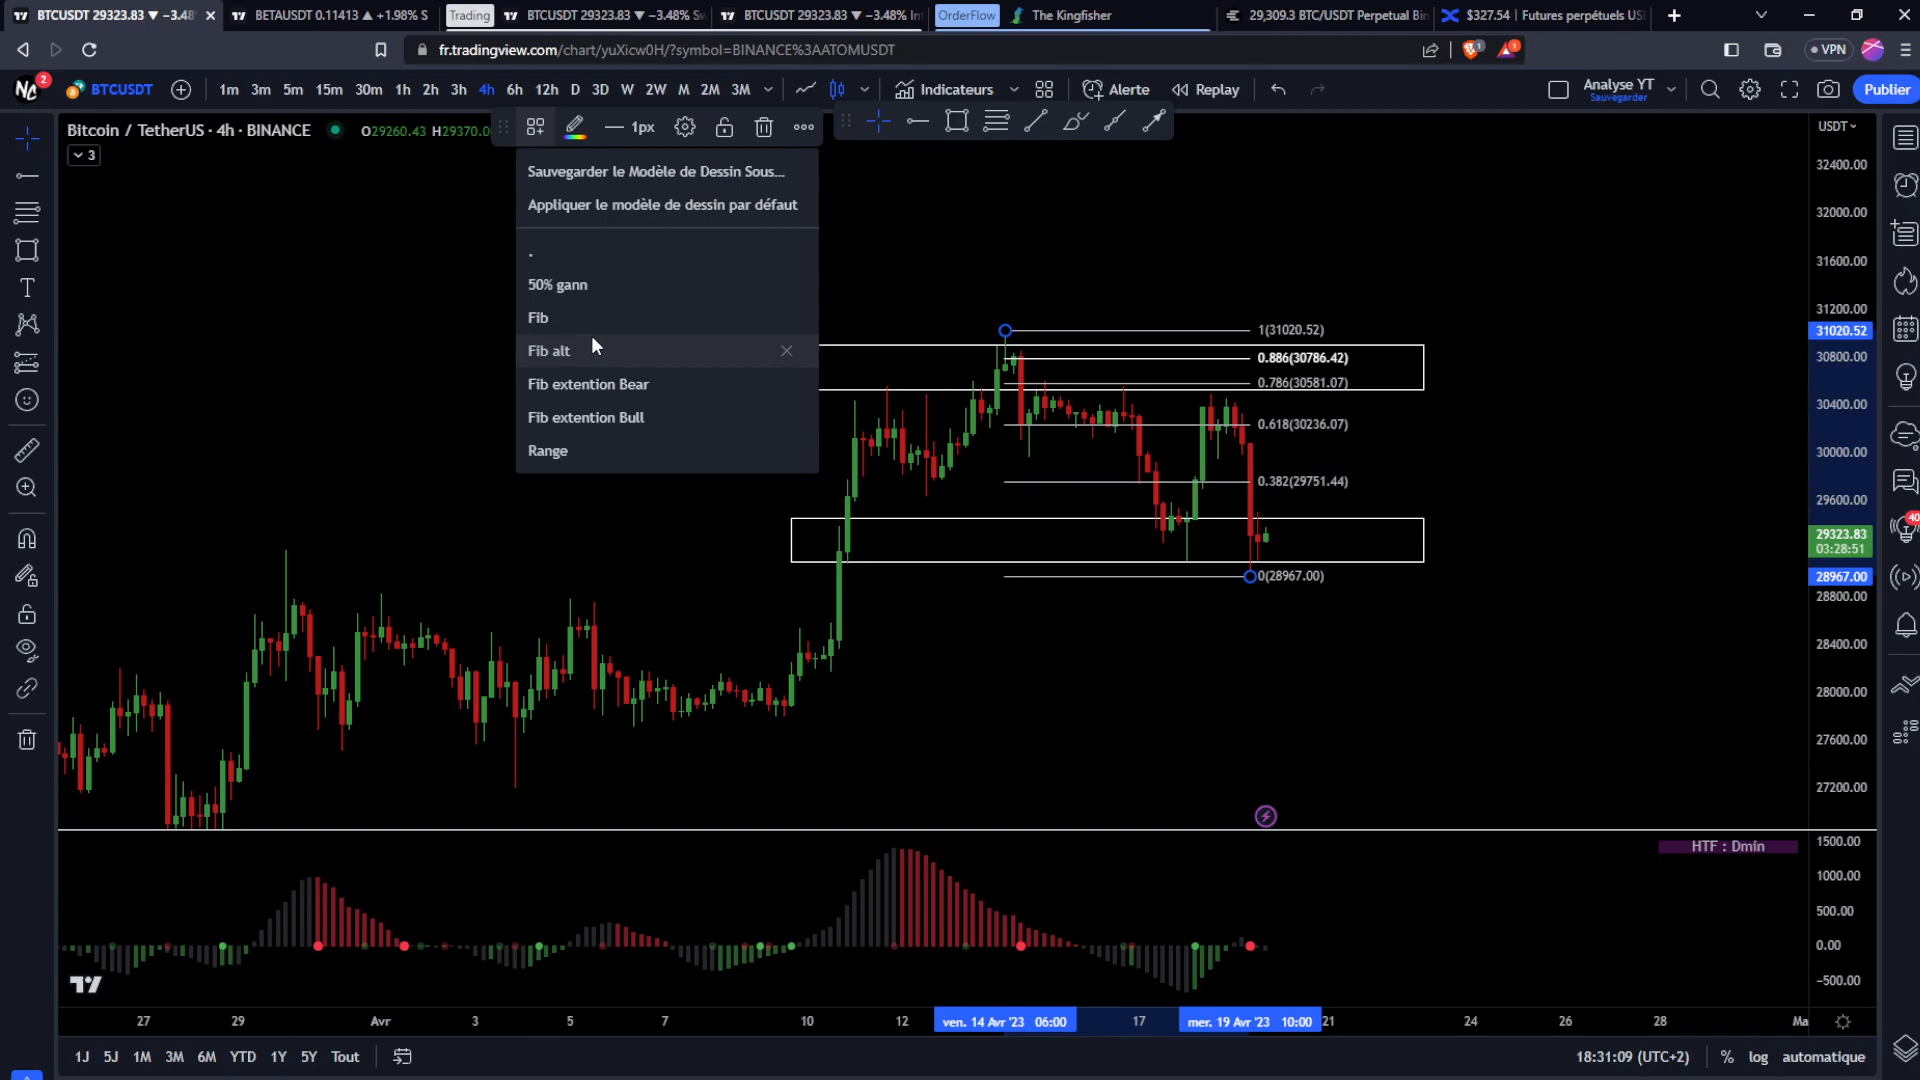 BTCUSDT 29323.83 ▼ −3.48
BETAUSDT 0.11413 ▲ +1.98% S
Trading
BTCUSDT 29323.83 ▼ −3.48% Sw
BTCUSDT 29323.83 ▼ −3.48% In
OrderFlow
The Kingfisher
29,309.3 BTC/USDT Perpetual Bin
$327.54 | Futures perpétuels US
fr.tradingview.com/chart/yuXicw0H/?symbol=BINANCE%3AATOMUSDT
1
1
VPN
2
BTCUSDT
1m 3m 5m 15m 30m 1h 2h 3h 4h 6h 12h D 3D W 2W M 2M 3M
Indicateurs
Alerte
Replay
Analyse YT
Sauvegarder
Publier
Bitcoin / TetherUS · 4h · BINANCE
O29260.43 H29370.0
1px
USDT
3
Sauvegarder le Modèle de Dessin Sous...
Appliquer le modèle de dessin par défaut
.
50% gann
Fib
Fib alt
Fib extention Bear
Fib extention Bull
Range
1(31020.52)
0.886(30786.42)
0.786(30581.07)
0.618(30236.07)
0.382(29751.44)
0(28967.00)
32400.00
32000.00
31600.00
31200.00
31020.52
30800.00
30400.00
30000.00
29600.00
29323.83
03:28:51
28967.00
28800.00
28400.00
28000.00
27600.00
27200.00
40
HTF : Dmin
1500.00
1000.00
500.00
0.00
−500.00
27 29 Avr 3 5 7 10 12 ven. 14 Avr '23 06:00 17 mer. 19 Avr '23 10:00 21 24 26 28 Ma
1J 5J 1M 3M 6M YTD 1Y 5Y Tout
18:31:09 (UTC+2)
% log automatique